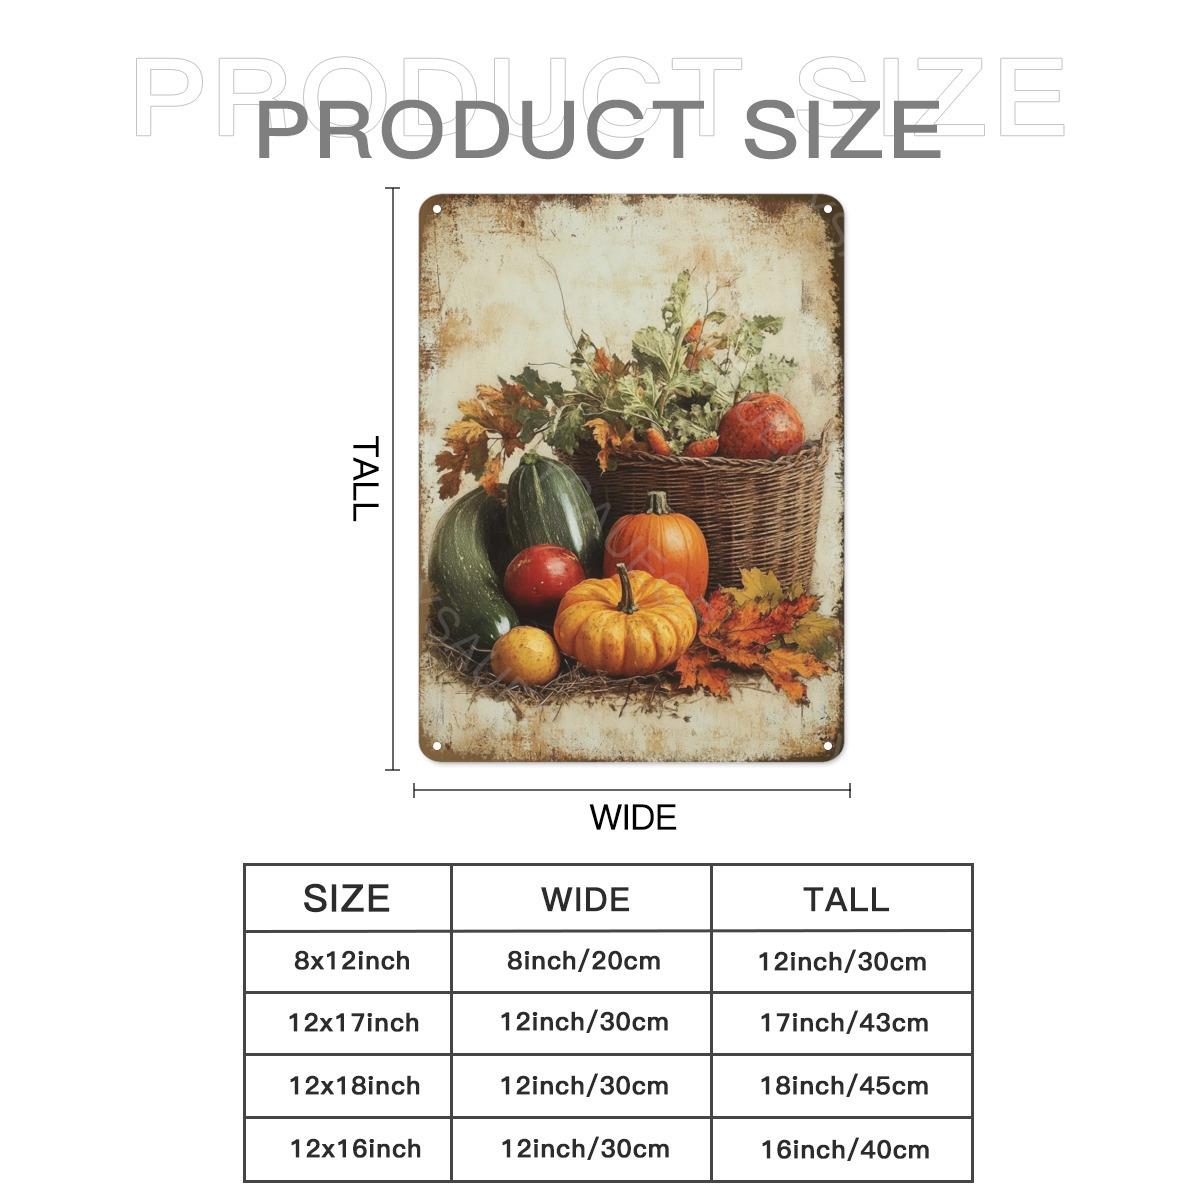 PRODUCT SIZE
PRODUCT SIZE
TALL
WIDE
SIZE WIDE TALL
8x12inch 8inch/20cm 12inch/30cm
12x17inch 12inch/30cm 17inch/43cm
12x18inch 12inch/30cm 18inch/45cm
12x16inch 12inch/30cm 16inch/40cm